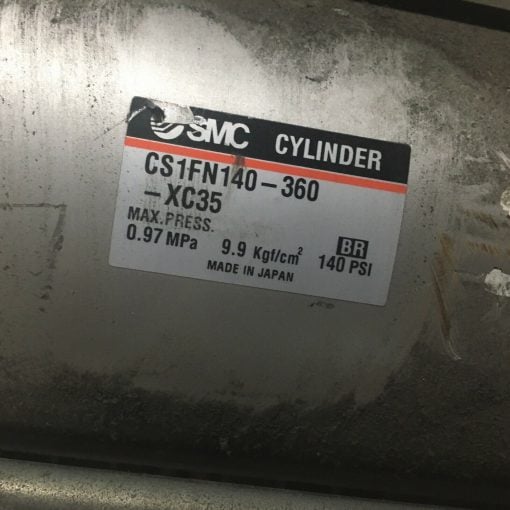 SMC CYLINDER
CS1FN140-360
-XC35
MAX.PRESS.
0.97 MPa 9.9 Kgf/cm² BR 140 PSI
MADE IN JAPAN